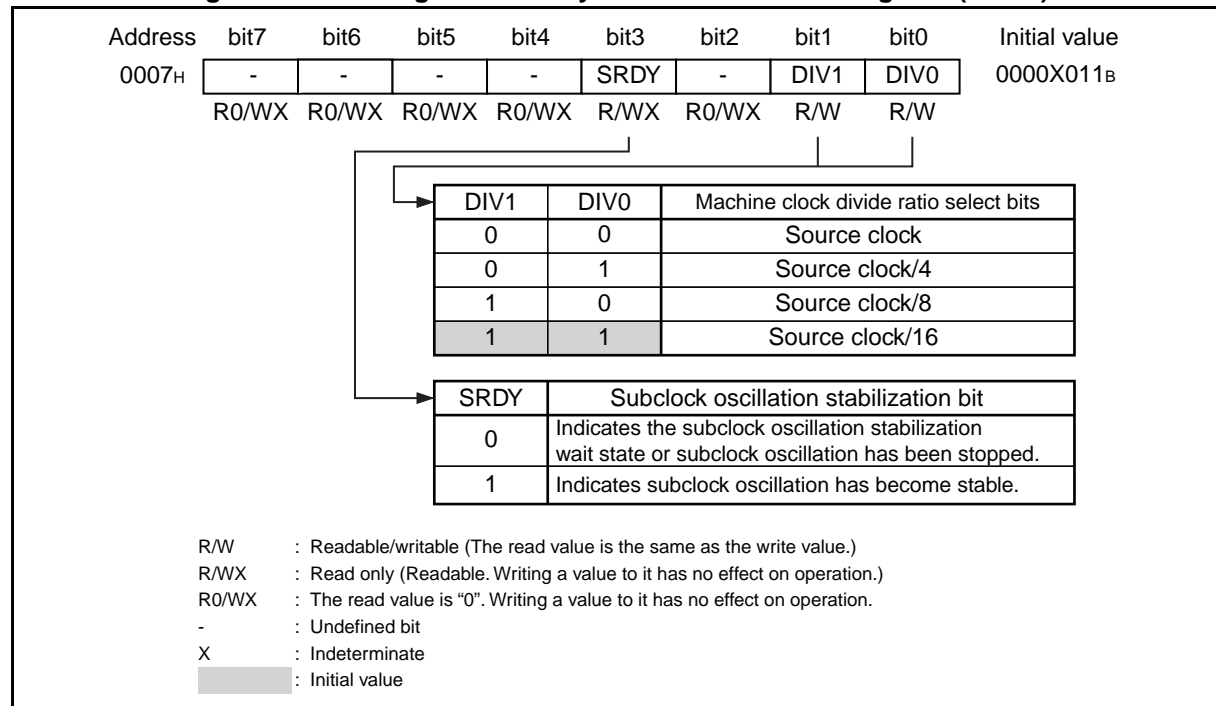 Address bit7 bit6 bit5 bit4 bit3 bit2 bit1 bit0 Initial value
0007H - - - - SRDY - DIV1 DIV0 0000X011B
R0/WX R0/WX R0/WX R0/WX R/WX R0/WX R/W R/W
DIV1 DIV0 Machine clock divide ratio select bits
0 0 Source clock
0 1 Source clock/4
1 0 Source clock/8
1 1 Source clock/16
SRDY Subclock oscillation stabilization bit
0 Indicates the subclock oscillation stabilization
wait state or subclock oscillation has been stopped.
1 Indicates subclock oscillation has become stable.
R/W : Readable/writable (The read value is the same as the write value.)
R/WX : Read only (Readable. Writing a value to it has no effect on operation.)
R0/WX : The read value is “0”. Writing a value to it has no effect on operation.
- : Undefined bit
X : Indeterminate
: Initial value